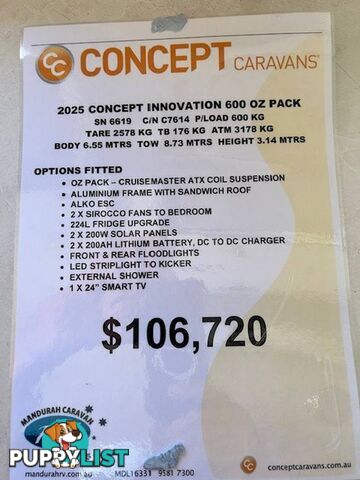 CC CONCEPT CARAVANS
2025 CONCEPT INNOVATION 600 OZ PACK
SN 6619 C/N C7614 P/LOAD 600 KG
TARE 2578 KG TB 176 KG ATM 3178 KG
BODY 6.55 MTRS TOW 8.73 MTRS HEIGHT 3.14 MTRS
OPTIONS FITTED
• OZ PACK – CRUISEMASTER ATX COIL SUSPENSION
• ALUMINIUM FRAME WITH SANDWICH ROOF
• ALKO ESC
• 2 X SIROCCO FANS TO BEDROOM
• 224L FRIDGE UPGRADE
• 2 X 200W SOLAR PANELS
• 2 X 200AH LITHIUM BATTERY, DC TO DC CHARGER
• FRONT & REAR FLOODLIGHTS
• LED STRIPLIGHT TO KICKER
• EXTERNAL SHOWER
• 1 X 24" SMART TV
$106,720
MANDURAH CARAVAN
PUPPYLIST
mandurahrv.com.au MDL16331 9581 7300
CC conceptcaravans.com.au